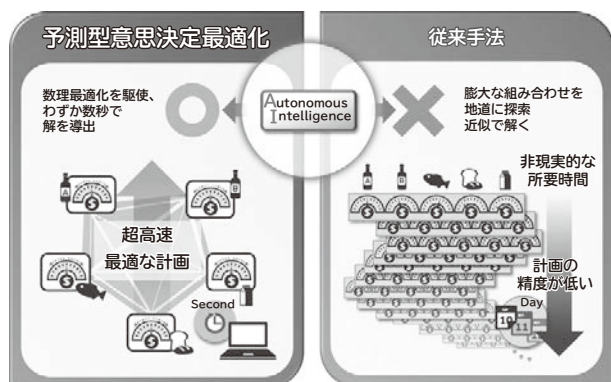 予測型意思決定最適化
従来手法
数理最適化を駆使、
わずか数秒で
解を導出
Autonomous
Intelligence
膨大な組み合わせを
地道に探索
近似で解く
非現実的な
所要時間
A
B
A
B
超高速
最適な計画
計画の
精度が低い
Second
Day
10
11